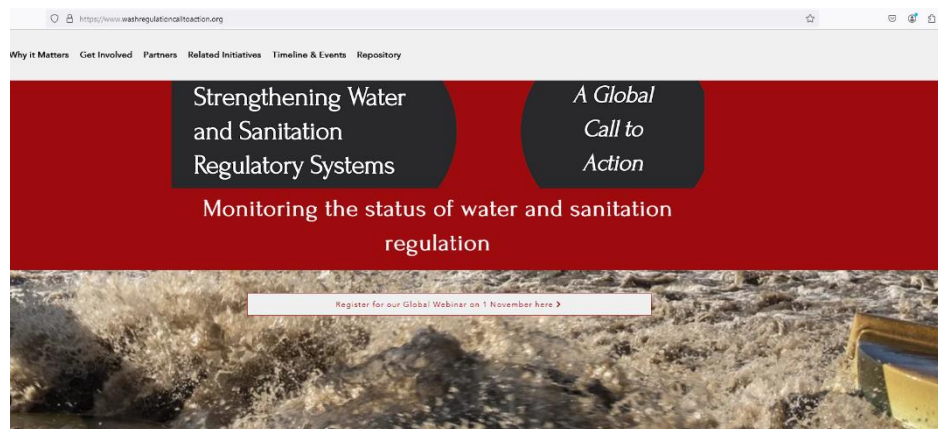 https://www.washregulationcalltoaction.org
Why it Matters Get Involved Partners Related Initiatives Timeline & Events Repository
Strengthening Water
and Sanitation
Regulatory Systems
A Global
Call to
Action
Monitoring the status of water and sanitation
regulation
Register for our Global Webinar on 1 November here >